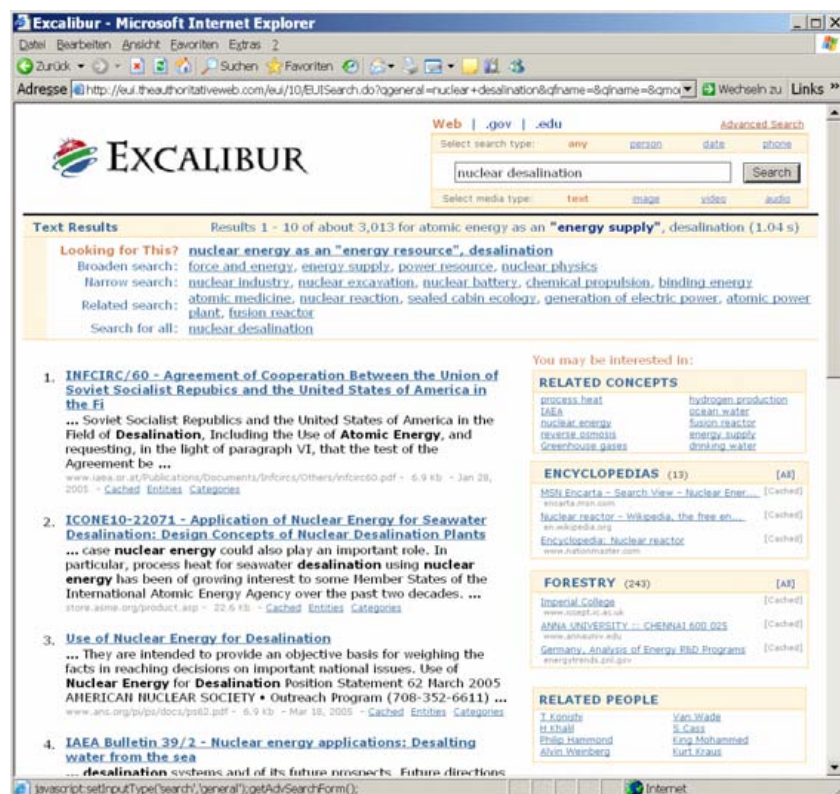 Excalibur - Microsoft Internet Explorer
Datei Bearbeiten Ansicht Favoriten Extras ?
Zurück Suchen Favoriten
Adresse http://eui.theauthoritativeweb.com/eui/10/EUISearch.do?qgeneral=nuclear+desalination&qfname=&qlname=&qmo Wechseln zu Links »
Web | .gov | .edu Advanced Search
Select search type: any person date phone
EXCALIBUR
nuclear desalination Search
Select media type: text image video audio
Text Results Results 1 - 10 of about 3,013 for atomic energy as an "energy supply", desalination (1.04 s)
Looking for This? nuclear energy as an "energy resource", desalination
Broaden search: force and energy, energy supply, power resource, nuclear physics
Narrow search: nuclear industry, nuclear excavation, nuclear battery, chemical propulsion, binding energy
Related search: atomic medicine, nuclear reaction, sealed cabin ecology, generation of electric power, atomic power
plant, fusion reactor
Search for all: nuclear desalination
1. INFCIRC/60 - Agreement of Cooperation Between the Union of
Soviet Socialist Repubics and the United States of America in
the Fi
... Soviet Socialist Republics and the United States of America in the
Field of Desalination, Including the Use of Atomic Energy, and
requesting, in the light of paragraph VI, that the test of the
Agreement be ...
www.iaea.or.at/Publications/Documents/Infcircs/Others/infcirc60.pdf - 6.9 kb - Jan 28,
2005 - Cached Entities Categories
2. ICONE10-22071 - Application of Nuclear Energy for Seawater
Desalination: Design Concepts of Nuclear Desalination Plants
... case nuclear energy could also play an important role. In
particular, process heat for seawater desalination using nuclear
energy has been of growing interest to some Member States of the
International Atomic Energy Agency over the past two decades. ...
store.asme.org/product.asp - 22.6 kb - Cached Entities Categories
3. Use of Nuclear Energy for Desalination
... They are intended to provide an objective basis for weighing the
facts in reaching decisions on important national issues. Use of
Nuclear Energy for Desalination Position Statement 62 March 2005
AMERICAN NUCLEAR SOCIETY • Outreach Program (708-352-6611) ...
www.ans.org/pi/ps/docs/ps62.pdf - 6.9 kb - Mar 18, 2005 - Cached Entities Categories
4. IAEA Bulletin 39/2 - Nuclear energy applications: Desalting
water from the sea
... desalination systems and of its future prospects. Future directions
You may be interested in:
RELATED CONCEPTS
process heat hydrogen production
IAEA ocean water
nuclear energy fusion reactor
reverse osmosis energy supply
Greenhouse gases drinking water
ENCYCLOPEDIAS (13) [All]
MSN Encarta - Search View - Nuclear Ener... [Cached]
encarta.msn.com
Nuclear reactor - Wikipedia, the free en... [Cached]
en.wikipedia.org
Encyclopedia: Nuclear reactor [Cached]
www.nationmaster.com
FORESTRY (243) [All]
Imperial College [Cached]
www.iccept.ic.ac.uk
ANNA UNIVERSITY :: CHENNAI 600 025 [Cached]
www.annauniv.edu
Germany, Analysis of Energy R&D Programs [Cached]
energytrends.pnl.gov
RELATED PEOPLE
T Konishi Van Wade
H Khalil S Cass
Philip Hammond King Mohammed
Alvin Weinberg Kurt Kraus
javascript:setInputType('search','general');getAdvSearchForm(); Internet